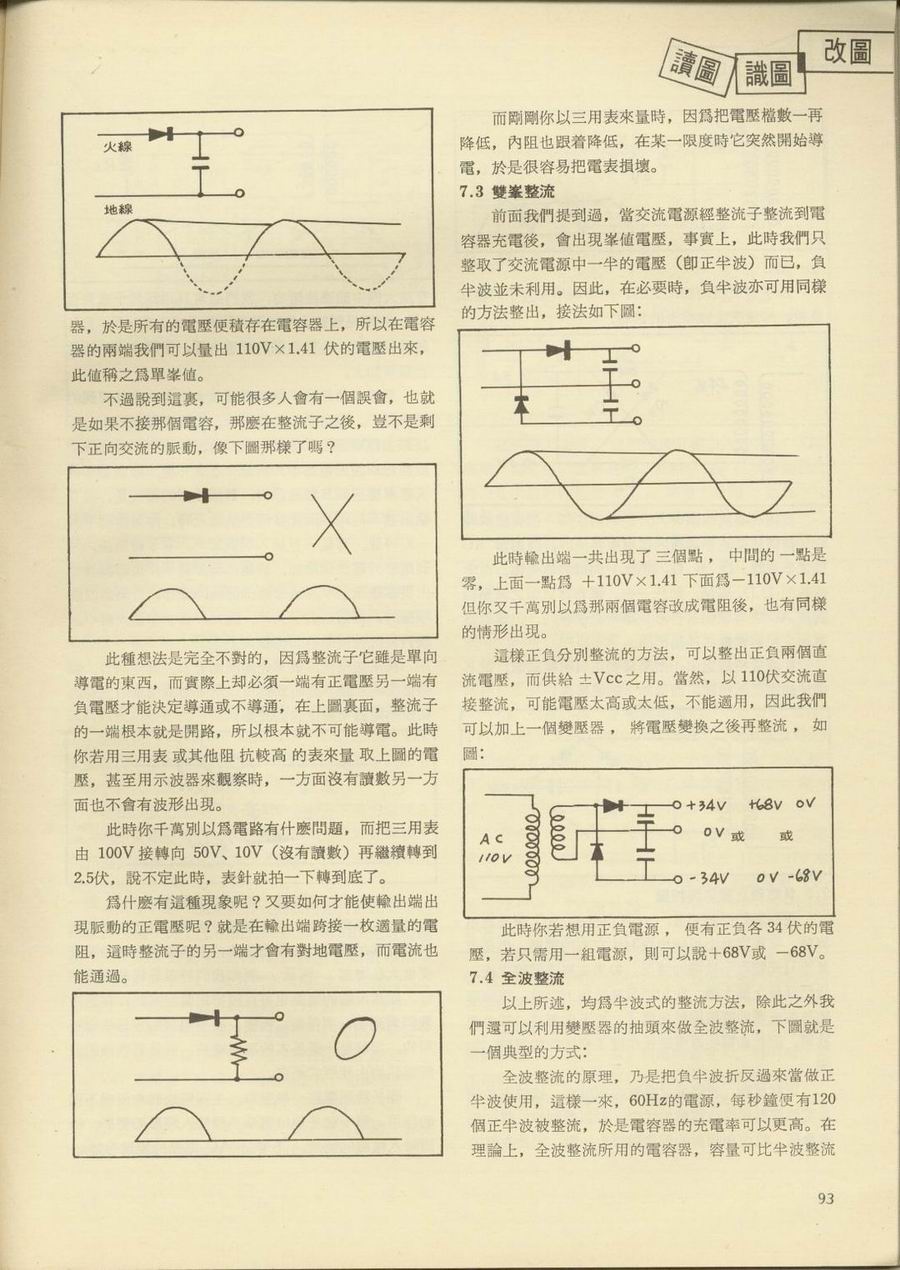 讀圖 識圖 改圖
火線
地線
器，於是所有的電壓便積存在電容器上，所以在電容
器的兩端我們可以量出 110V×1.41 伏的電壓出來，
此値稱之爲單峯値。
不過說到這裏，可能很多人會有一個誤會，也就
是如果不接那個電容，那麽在整流子之後，豈不是剩
下正向交流的脈動，像下圖那樣了嗎？
此種想法是完全不對的，因爲整流子它雖是單向
導電的東西，而實際上却必須一端有正電壓另一端有
負電壓才能決定導通或不導通，在上圖裏面，整流子
的一端根本就是開路，所以根本就不可能導電。此時
你若用三用表 或其他阻 抗較高 的表來量 取上圖的電
壓，甚至用示波器來觀察時，一方面沒有讀數另一方
面也不會有波形出現。
此時你千萬別以爲電路有什麽問題，而把三用表
由 100V 接轉向 50V、10V（沒有讀數）再繼續轉到
2.5伏，說不定此時，表針就拍一下轉到底了。
爲什麽有這種現象呢？又要如何才能使輸出端出
現脈動的正電壓呢？就是在輸出端跨接一枚適量的電
阻，這時整流子的另一端才會有對地電壓，而電流也
能通過。
而剛剛你以三用表來量時，因爲把電壓檔數一再
降低，內阻也跟着降低，在某一限度時它突然開始導
電，於是很容易把電表損壞。
7.3 雙峯整流
前面我們提到過，當交流電源經整流子整流到電
容器充電後，會出現峯値電壓，事實上，此時我們只
整取了交流電源中一半的電壓（卽正半波）而已，負
半波並未利用。因此，在必要時，負半波亦可用同樣
的方法整出，接法如下圖：
此時輸出端一共出現了 三個點， 中間的 一點是
零，上面一點爲 ＋110V×1.41 下面爲－110V×1.41
但你又千萬別以爲那兩個電容改成電阻後，也有同樣
的情形出現。
這樣正負分別整流的方法，可以整出正負兩個直
流電壓，而供給 ±Vcc 之用。當然，以 110伏交流直
接整流，可能電壓太高或太低，不能適用，因此我們
可以加上一個變壓器， 將電壓變換之後再整流， 如
圖：
AC
110V
+34V +68V 0V
0V 或 或
-34V 0V -68V
此時你若想用正負電源， 便有正負各 34 伏的電
壓，若只需用一組電源，則可以說＋68V或 －68V。
7.4 全波整流
以上所述，均爲半波式的整流方法，除此之外我
們還可以利用變壓器的抽頭來做全波整流，下圖就是
一個典型的方式：
全波整流的原理，乃是把負半波折反過來當做正
半波使用，這樣一來，60Hz的電源，每秒鐘便有120
個正半波被整流，於是電容器的充電率可以更高。在
理論上，全波整流所用的電容器，容量可比半波整流
93